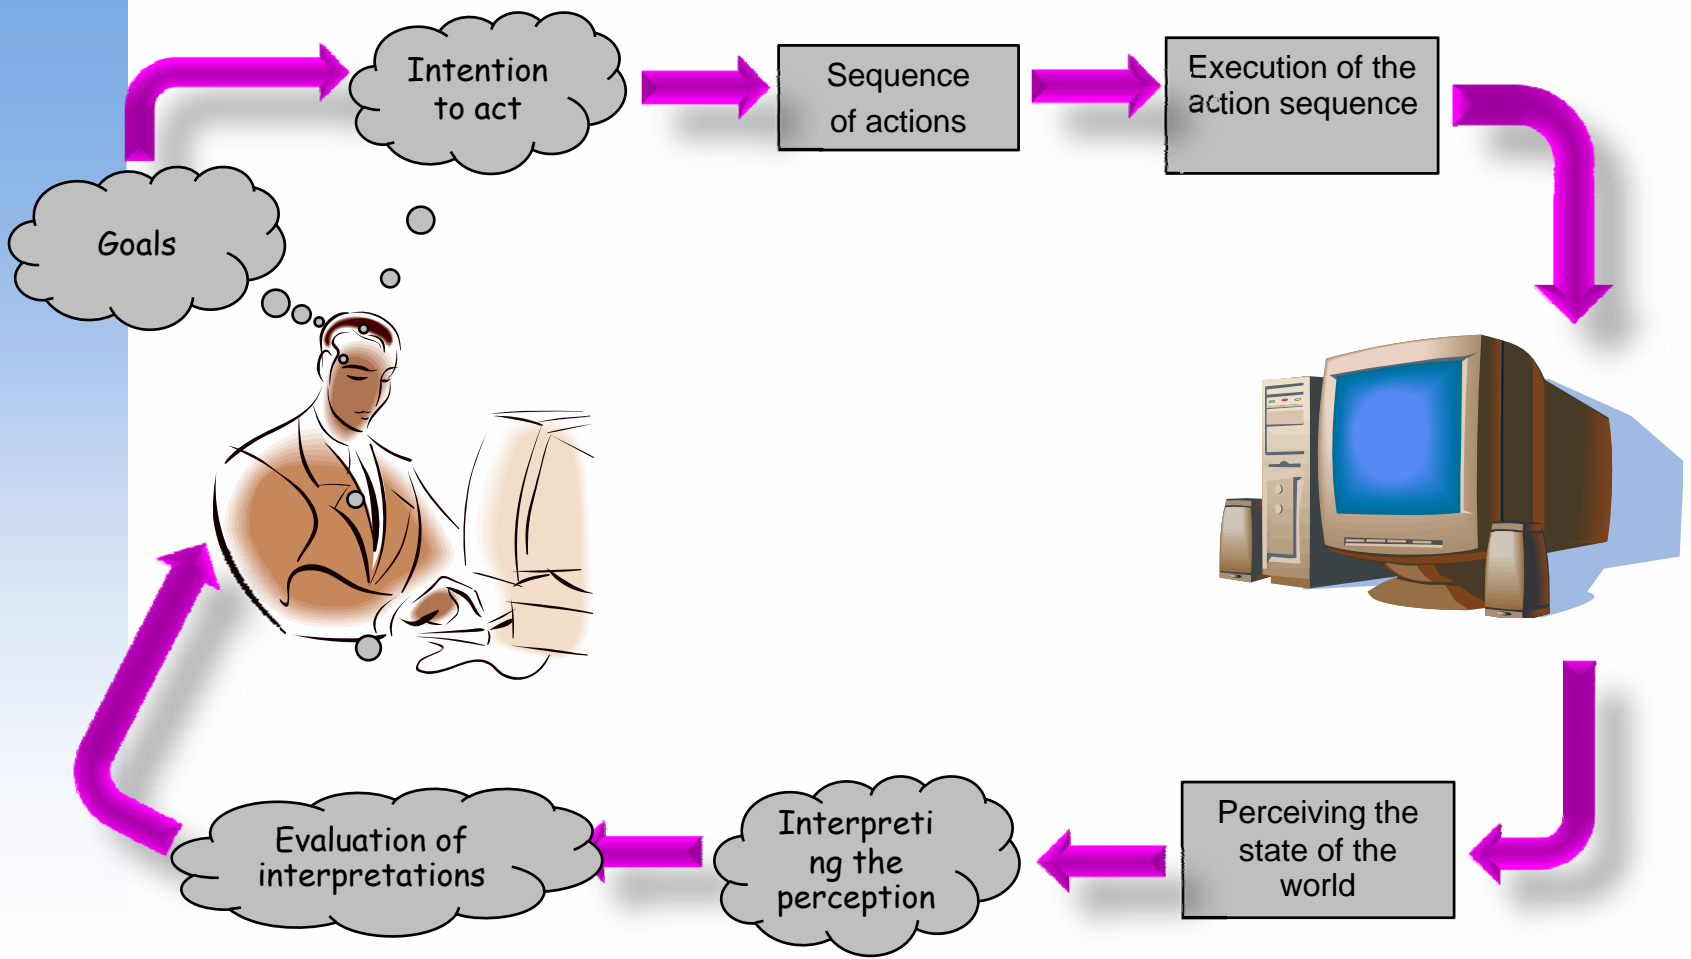 Intention
to act
Sequence
of actions
Execution of the
action sequence
Goals
Perceiving the
state of the
world
Interpreti
ng the
perception
Evaluation of
interpretations